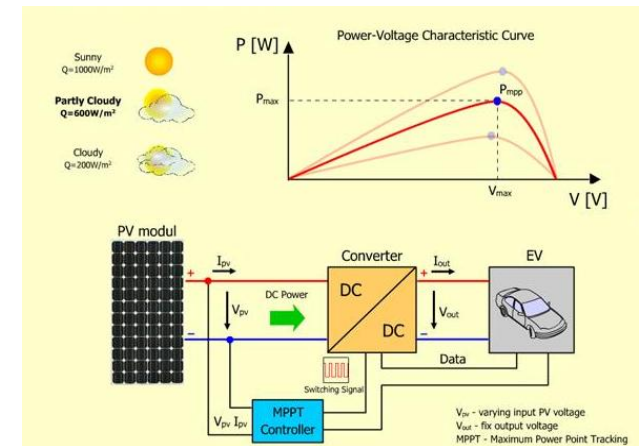 Power-Voltage Characteristic Curve
P [W]
Sunny
Q=1000W/m²
Partly Cloudy
Q=600W/m²
Cloudy
Q=200W/m²
Pmax
Pmpp
Vmax
V [V]
PV modul
Converter
EV
Ipv
Iout
+
+
DC Power
Vpv
DC
DC
Vout
−
−
Data
Switching Signal
MPPT
Controller
Vpv Ipv
Vpv - varying input PV voltage
Vout - fix output voltage
MPPT - Maximum Power Point Tracking